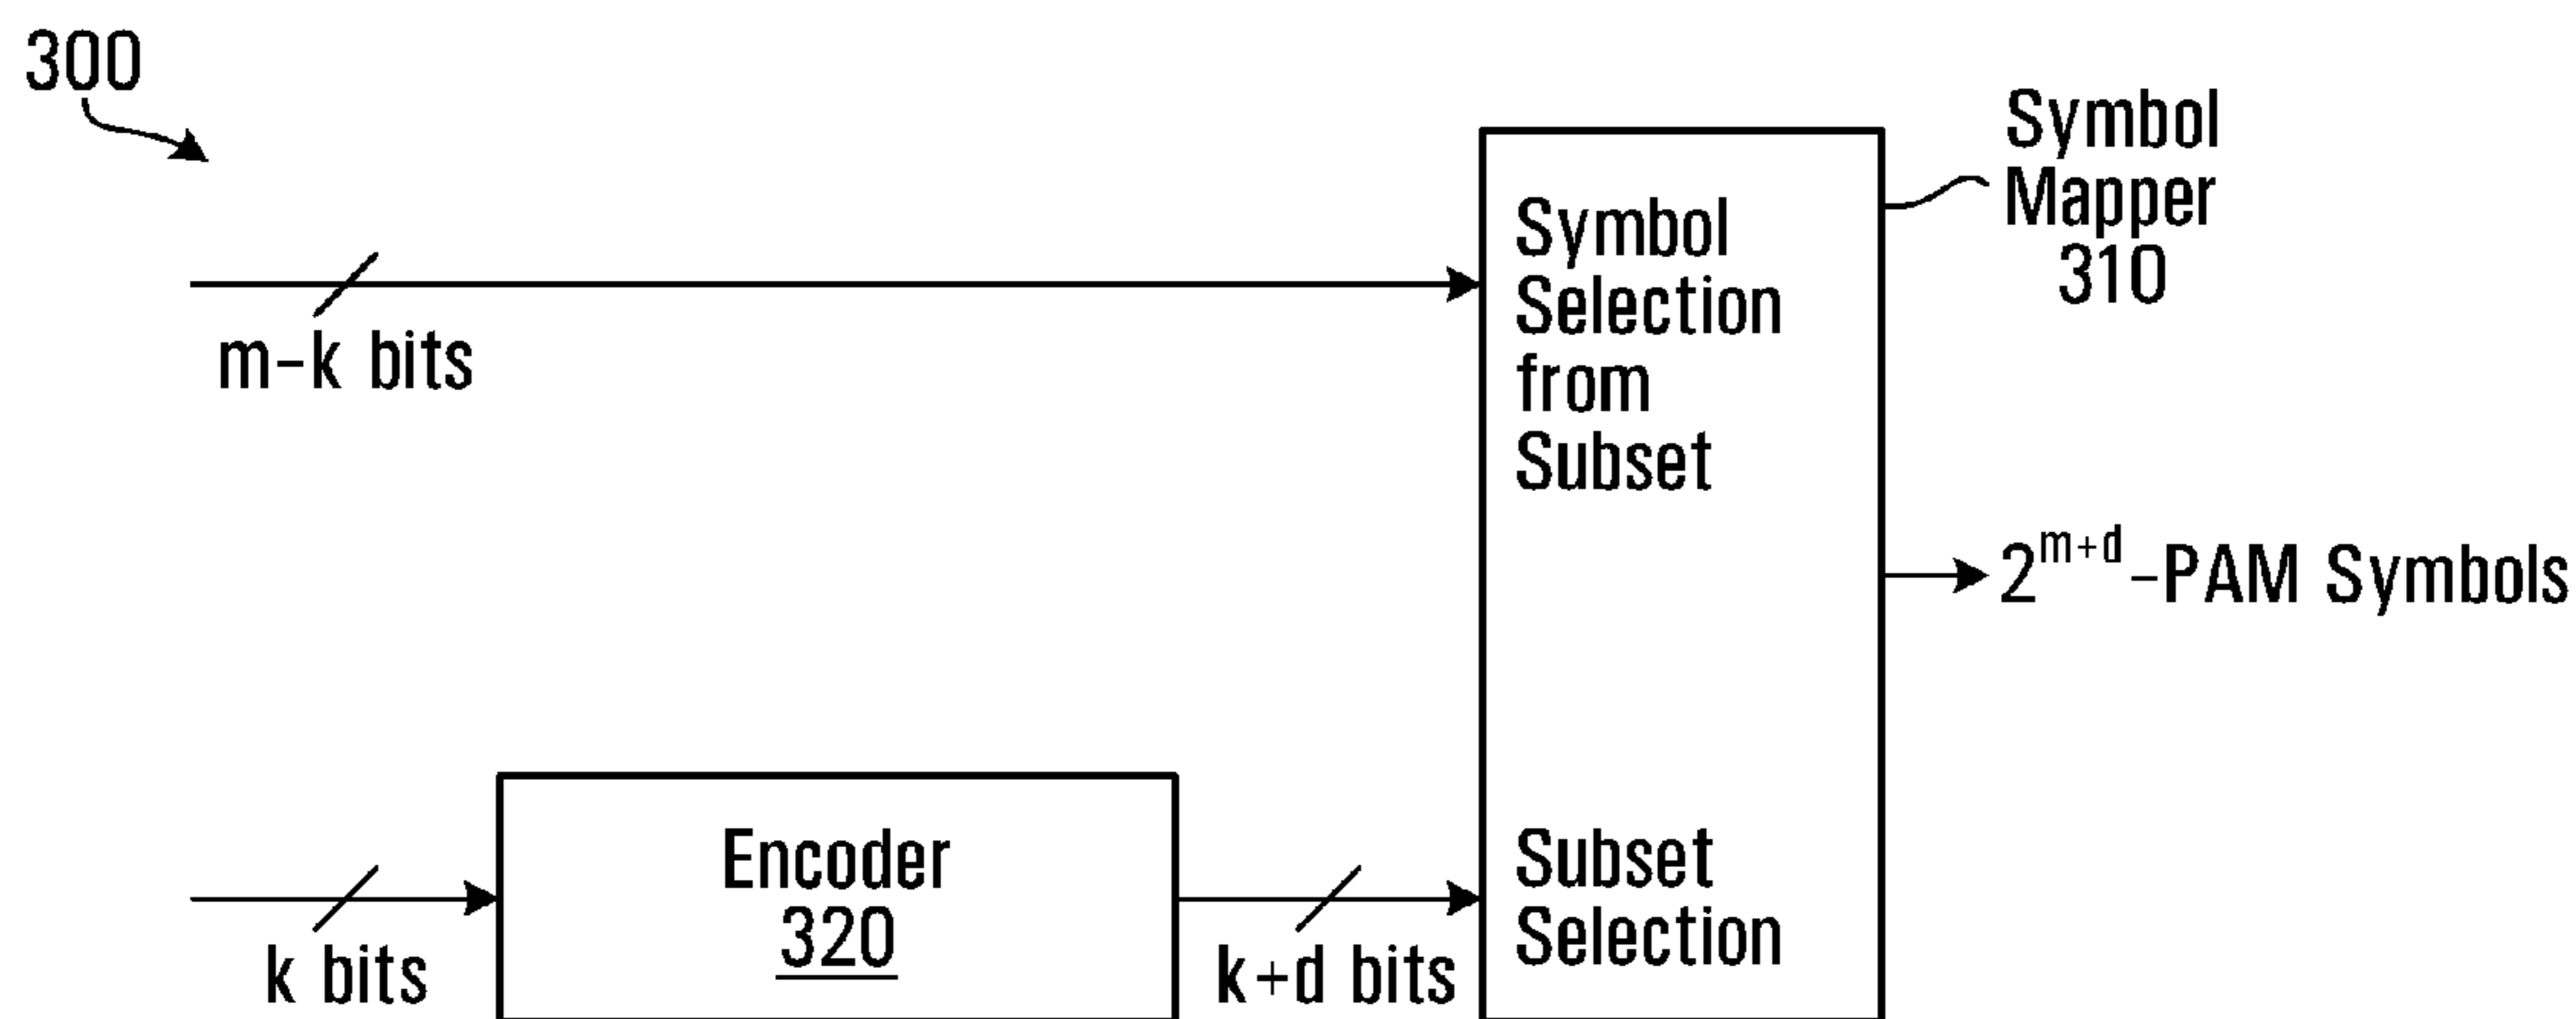 300
Symbol
Mapper
310
Symbol
Selection
from
Subset
m-k bits
2^{m+d}-PAM Symbols
Encoder
320
Subset
Selection
k bits
k+d bits